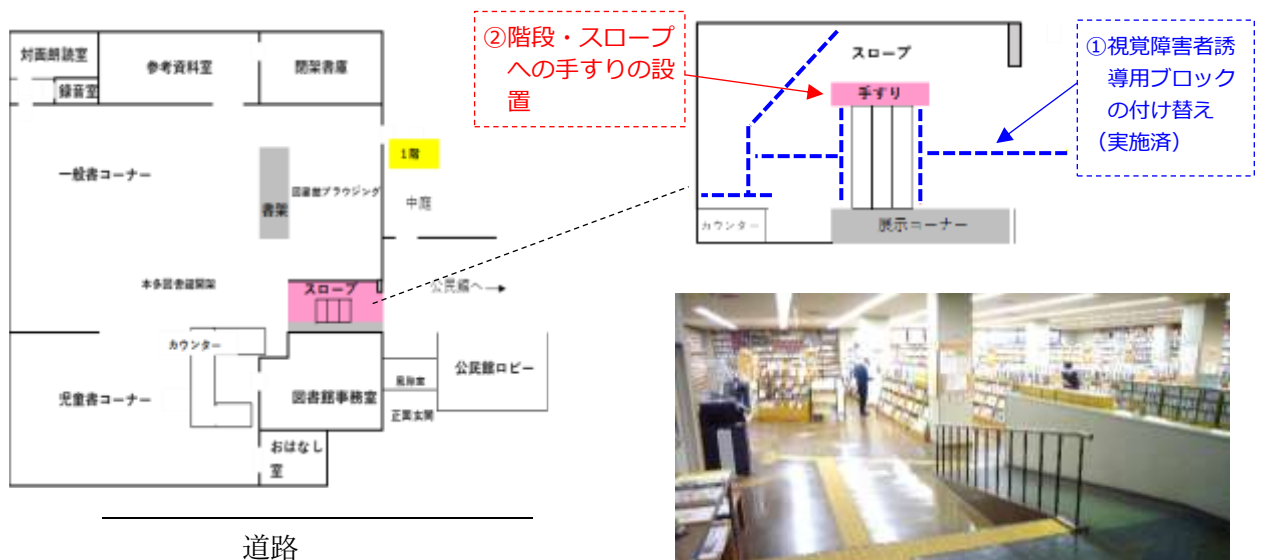 対面朗読室
録音室
参考資料室
閉架書庫
一般書コーナー
書架
図書館ブラウジング
1階
中庭
本多図書館開架
スロープ
公民館へ→
カウンター
児童書コーナー
図書館事務室
おはなし
室
風除室
正面玄関
公民館ロビー
道路
②階段・スロープ
への手すりの設
置
スロープ
手すり
カウンター
展示コーナー
①視覚障害者誘
導用ブロック
の付け替え
（実施済）